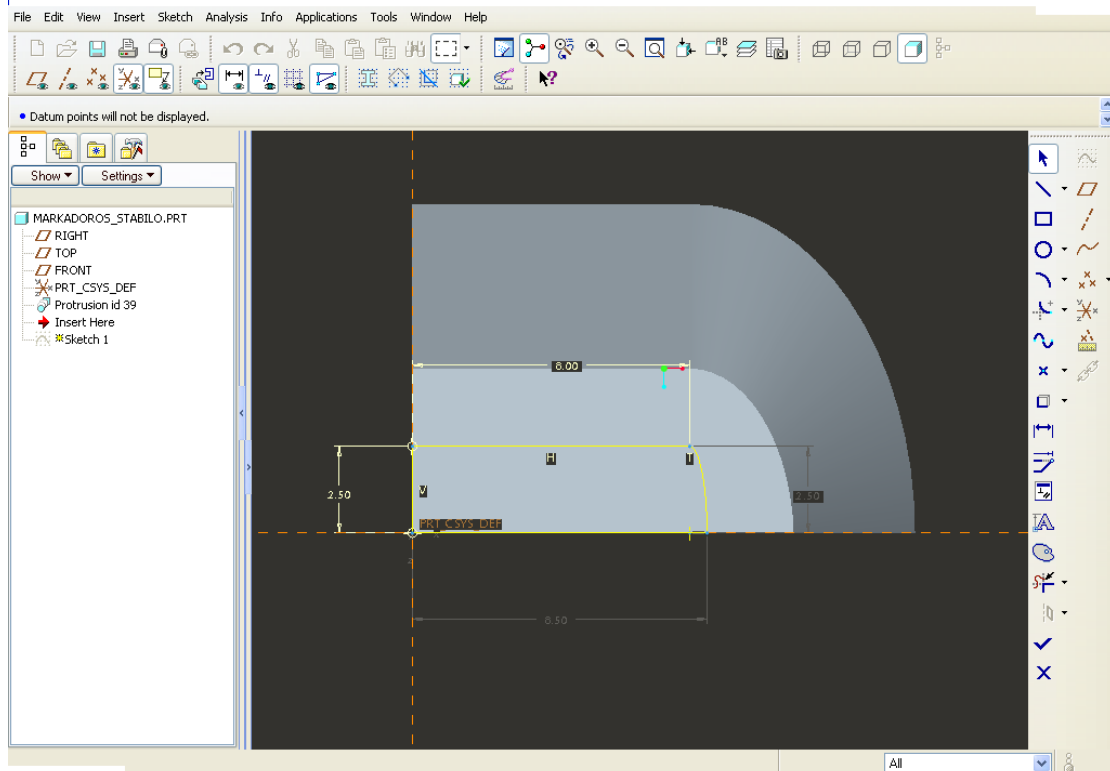 File Edit View Insert Sketch Analysis Info Applications Tools Window Help
• Datum points will not be displayed.
Show Settings
MARKADOROS_STABILO.PRT
RIGHT
TOP
FRONT
PRT_CSYS_DEF
Protrusion id 39
Insert Here
Sketch 1
8.00
H T
2.50 V 2.50
PRT_CSYS_DEF
8.50
All